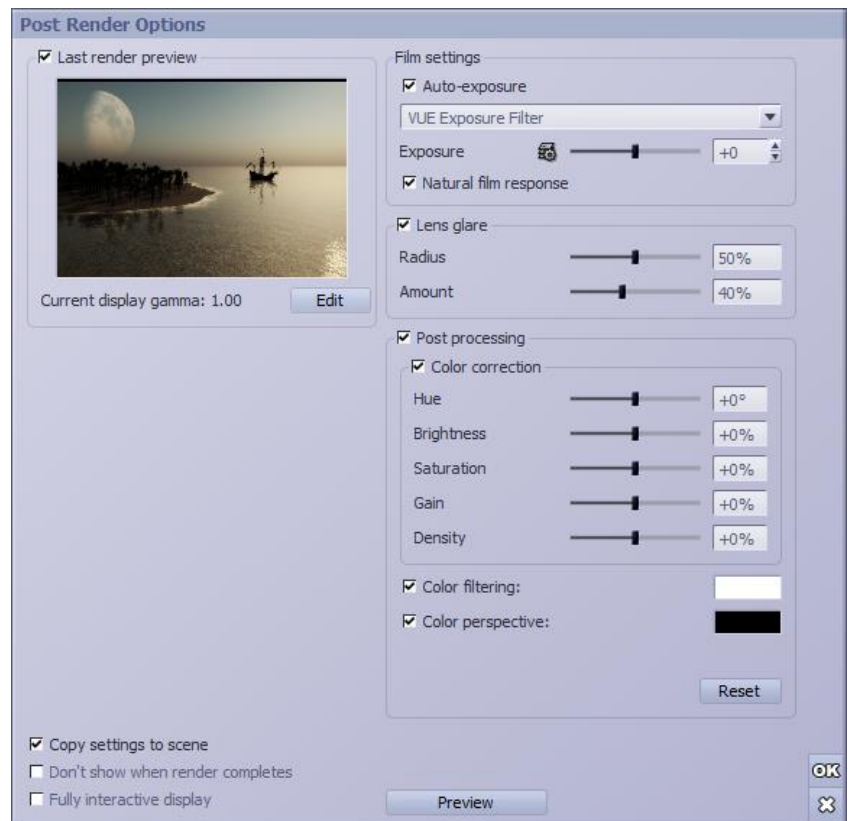 Post Render Options
Last render preview
Current display gamma: 1.00
Edit
Film settings
Auto-exposure
VUE Exposure Filter
Exposure +0
Natural film response
Lens glare
Radius 50%
Amount 40%
Post processing
Color correction
Hue +0°
Brightness +0%
Saturation +0%
Gain +0%
Density +0%
Color filtering:
Color perspective:
Reset
Copy settings to scene
Don't show when render completes
Fully interactive display
Preview
OK